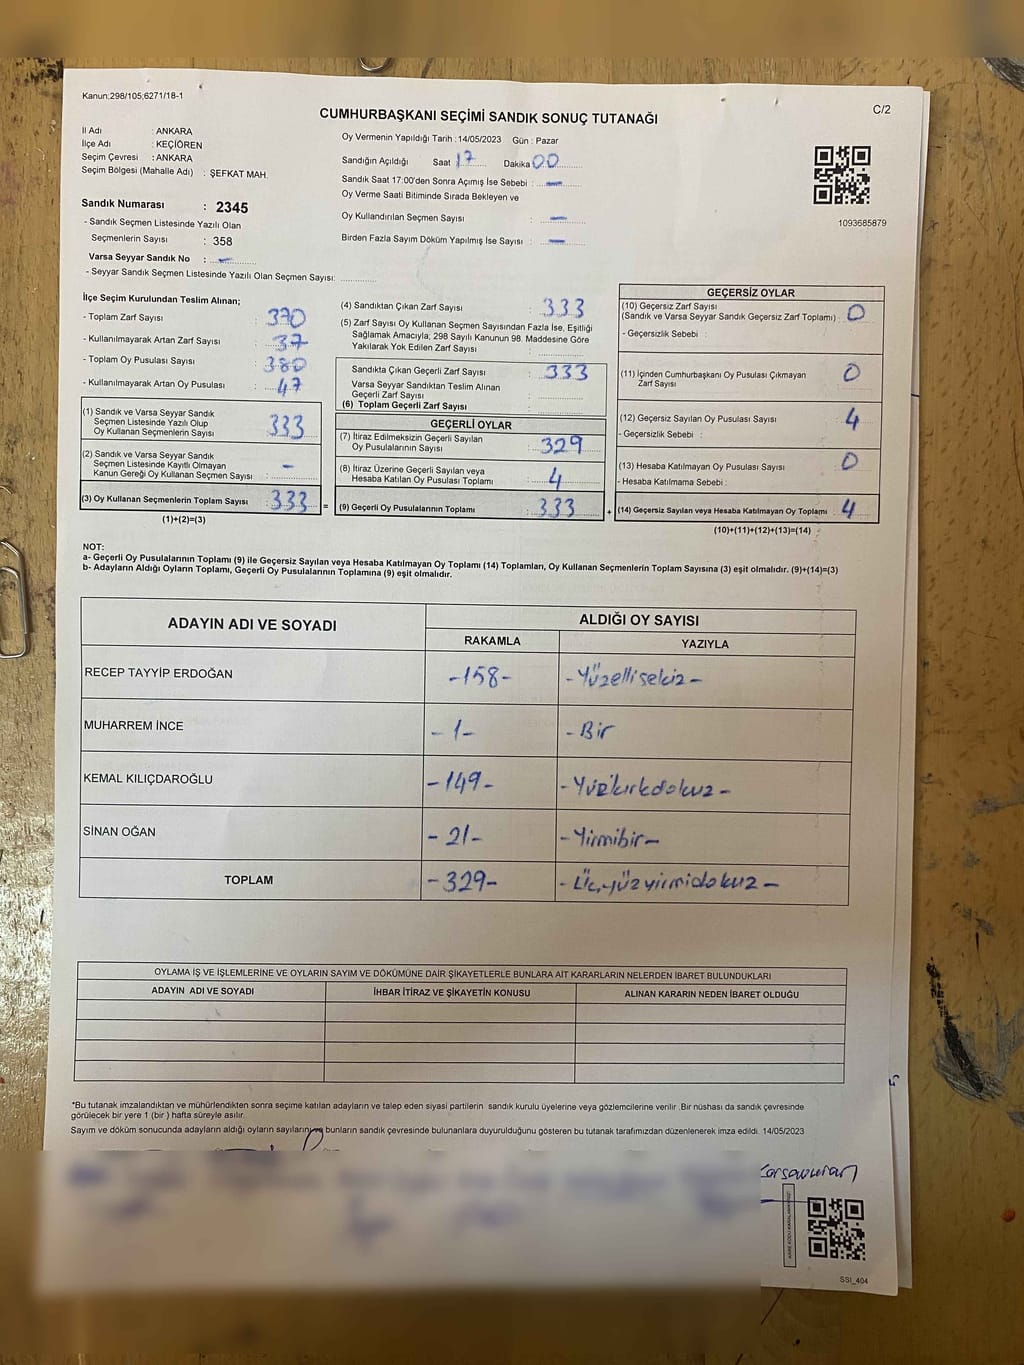 Kanun:298/105;6271/18-1
C/2
CUMHURBAŞKANI SEÇİMİ SANDIK SONUÇ TUTANAĞI
İl Adı : ANKARA
İlçe Adı : KEÇİÖREN
Seçim Çevresi : ANKARA
Seçim Bölgesi (Mahalle Adı) : ŞEFKAT MAH.
Sandık Numarası : 2345
- Sandık Seçmen Listesinde Yazılı Olan
Seçmenlerin Sayısı : 358
Varsa Seyyar Sandık No : -
- Seyyar Sandık Seçmen Listesinde Yazılı Olan Seçmen Sayısı:
Oy Vermenin Yapıldığı Tarih : 14/05/2023 Gün : Pazar
Sandığın Açıldığı Saat 17 Dakika 00
Sandık Saat 17:00'den Sonra Açımış İse Sebebi : -
Oy Verme Saati Bitiminde Sırada Bekleyen ve
Oy Kullandırılan Seçmen Sayısı : -
Birden Fazla Sayım Döküm Yapılmış İse Sayısı : -
1093685879
İlçe Seçim Kurulundan Teslim Alınan;
- Toplam Zarf Sayısı : 370
- Kullanılmayarak Artan Zarf Sayısı : 37
- Toplam Oy Pusulası Sayısı : 380
- Kullanılmayarak Artan Oy Pusulası : 47
(1) Sandık ve Varsa Seyyar Sandık
Seçmen Listesinde Yazılı Olup
Oy Kullanan Seçmenlerin Sayısı : 333
(2) Sandık ve Varsa Seyyar Sandık
Seçmen Listesinde Kayıtlı Olmayan
Kanun Gereği Oy Kullanan Seçmen Sayısı : -
(3) Oy Kullanan Seçmenlerin Toplam Sayısı : 333
(1)+(2)=(3)
=
(4) Sandıktan Çıkan Zarf Sayısı : 333
(5) Zarf Sayısı Oy Kullanan Seçmen Sayısından Fazla İse, Eşitliği
Sağlamak Amacıyla; 298 Sayılı Kanunun 98. Maddesine Göre
Yakılarak Yok Edilen Zarf Sayısı :
Sandıkta Çıkan Geçerli Zarf Sayısı : 333
Varsa Seyyar Sandıktan Teslim Alınan
Geçerli Zarf Sayısı :
(6) Toplam Geçerli Zarf Sayısı :
GEÇERLİ OYLAR
(7) İtiraz Edilmeksizin Geçerli Sayılan
Oy Pusulalarının Sayısı : 329
(8) İtiraz Üzerine Geçerli Sayılan veya
Hesaba Katılan Oy Pusulası Toplamı : 4
(9) Geçerli Oy Pusulalarının Toplamı : 333
+
GEÇERSİZ OYLAR
(10) Geçersiz Zarf Sayısı
(Sandık ve Varsa Seyyar Sandık Geçersiz Zarf Toplamı) : 0
- Geçersizlik Sebebi :
(11) İçinden Cumhurbaşkanı Oy Pusulası Çıkmayan
Zarf Sayısı : 0
(12) Geçersiz Sayılan Oy Pusulası Sayısı : 4
- Geçersizlik Sebebi :
(13) Hesaba Katılmayan Oy Pusulası Sayısı : 0
- Hesaba Katılmama Sebebi :
(14) Geçersiz Sayılan veya Hesaba Katılmayan Oy Toplamı : 4
(10)+(11)+(12)+(13)=(14)
NOT:
a- Geçerli Oy Pusulalarının Toplamı (9) ile Geçersiz Sayılan veya Hesaba Katılmayan Oy Toplamı (14) Toplamları, Oy Kullanan Seçmenlerin Toplam Sayısına (3) eşit olmalıdır. (9)+(14)=(3)
b- Adayların Aldığı Oyların Toplamı, Geçerli Oy Pusulalarının Toplamına (9) eşit olmalıdır.
ADAYIN ADI VE SOYADI
ALDIĞI OY SAYISI
RAKAMLA YAZIYLA
RECEP TAYYİP ERDOĞAN -158- -Yüzellisekiz-
MUHARREM İNCE -1- -Bir
KEMAL KILIÇDAROĞLU -149- -Yüzkırkdokuz-
SİNAN OĞAN -21- -Yirmibir-
TOPLAM -329- -Üçyüzyirmidokuz-
OYLAMA İŞ VE İŞLEMLERİNE VE OYLARIN SAYIM VE DÖKÜMÜNE DAİR ŞİKAYETLERLE BUNLARA AİT KARARLARIN NELERDEN İBARET BULUNDUKLARI
ADAYIN ADI VE SOYADI İHBAR İTİRAZ VE ŞİKAYETİN KONUSU ALINAN KARARIN NEDEN İBARET OLDUĞU
*Bu tutanak imzalandıktan ve mühürlendikten sonra seçime katılan adayların ve talep eden siyasi partilerin sandık kurulu üyelerine veya gözlemcilerine verilir .Bir nüshası da sandık çevresinde
görülecek bir yere 1 (bir ) hafta süreyle asılır.
Sayım ve döküm sonucunda adayların aldığı oyların sayılarını bunların sandık çevresinde bulunanlara duyurulduğunu gösteren bu tutanak tarafımızdan düzenlenerek imza edildi. 14/05/2023
SSI_404